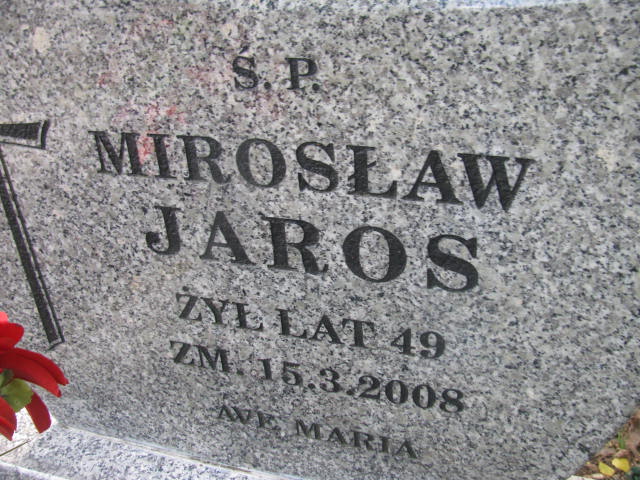 Ś. P.
MIROSŁAW
JAROS
ŻYŁ LAT 49
ZM. 15.3.2008
AVE MARIA